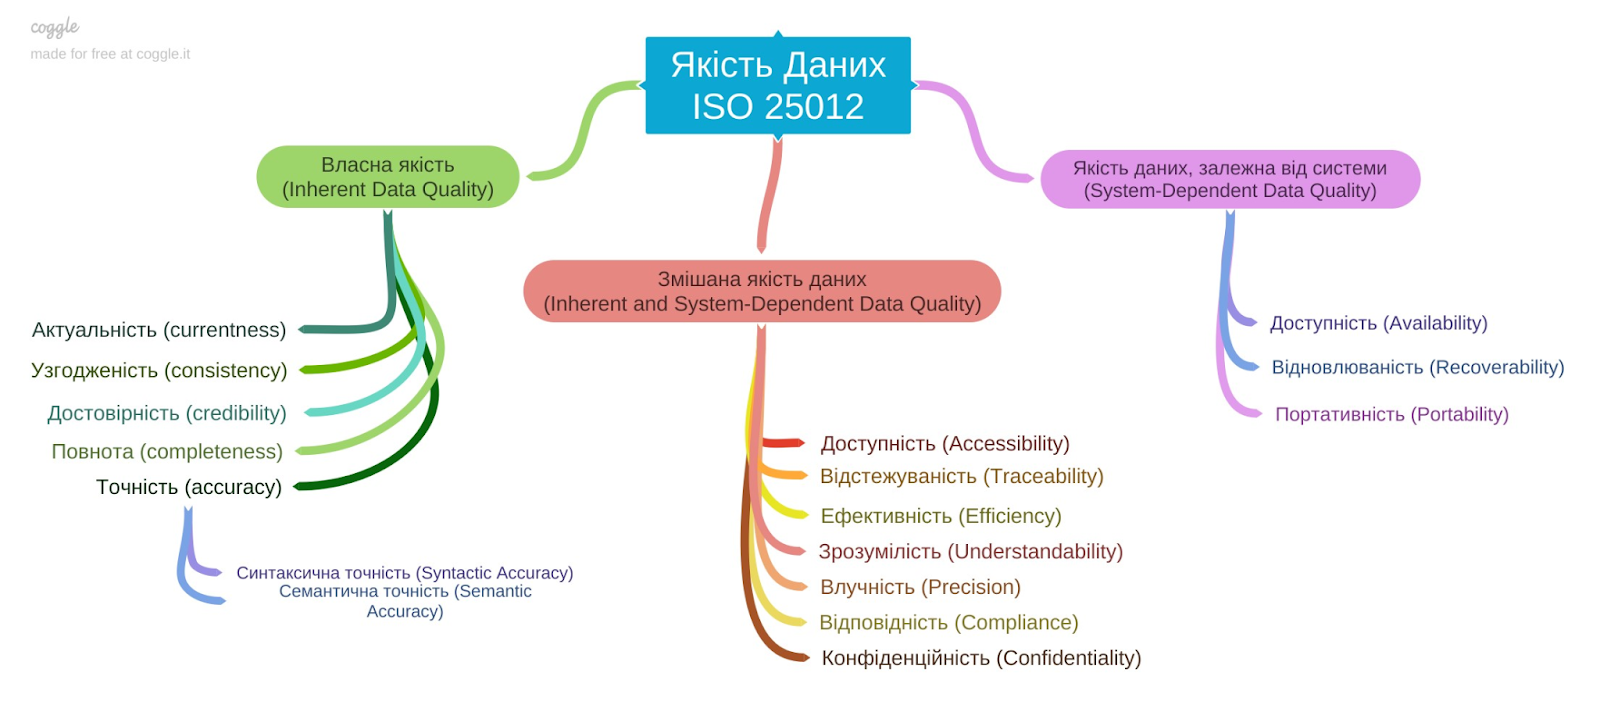 coggle
made for free at coggle.it
Якість Даних
ISO 25012
Власна якість
(Inherent Data Quality)
Якість даних, залежна від системи
(System-Dependent Data Quality)
Змішана якість даних
(Inherent and System-Dependent Data Quality)
Актуальність (currentness)
Узгодженість (consistency)
Достовірність (credibility)
Повнота (completeness)
Точність (accuracy)
Синтаксична точність (Syntactic Accuracy)
Семантична точність (Semantic
Accuracy)
Доступність (Accessibility)
Відстежуваність (Traceability)
Ефективність (Efficiency)
Зрозумілість (Understandability)
Влучність (Precision)
Відповідність (Compliance)
Конфіденційність (Confidentiality)
Доступність (Availability)
Відновлюваність (Recoverability)
Портативність (Portability)